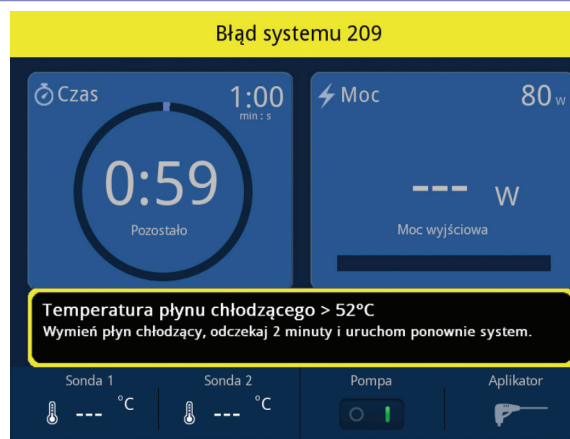 Błąd systemu 209
Czas
1:00
min : s
0:59
Pozostało
Moc
80 w
--- W
Moc wyjściowa
Temperatura płynu chłodzącego > 52°C
Wymień płyn chłodzący, odczekaj 2 minuty i uruchom ponownie system.
Sonda 1
--- °C
Sonda 2
--- °C
Pompa
Aplikator